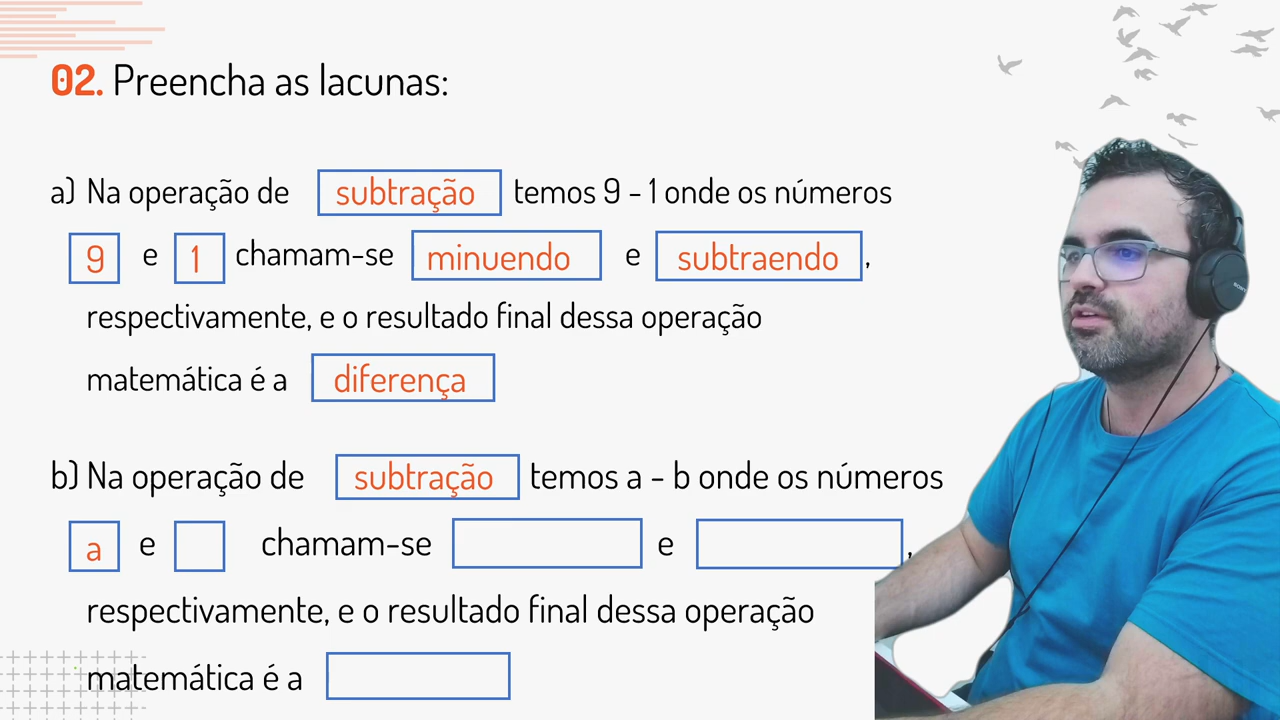 02. Preencha as lacunas:
a) Na operação de subtração temos 9 - 1 onde os números
9 e 1 chamam-se minuendo e subtraendo,
respectivamente, e o resultado final dessa operação
matemática é a diferença
b) Na operação de subtração temos a - b onde os números
a e chamam-se e ,
respectivamente, e o resultado final dessa operação
matemática é a
SONY